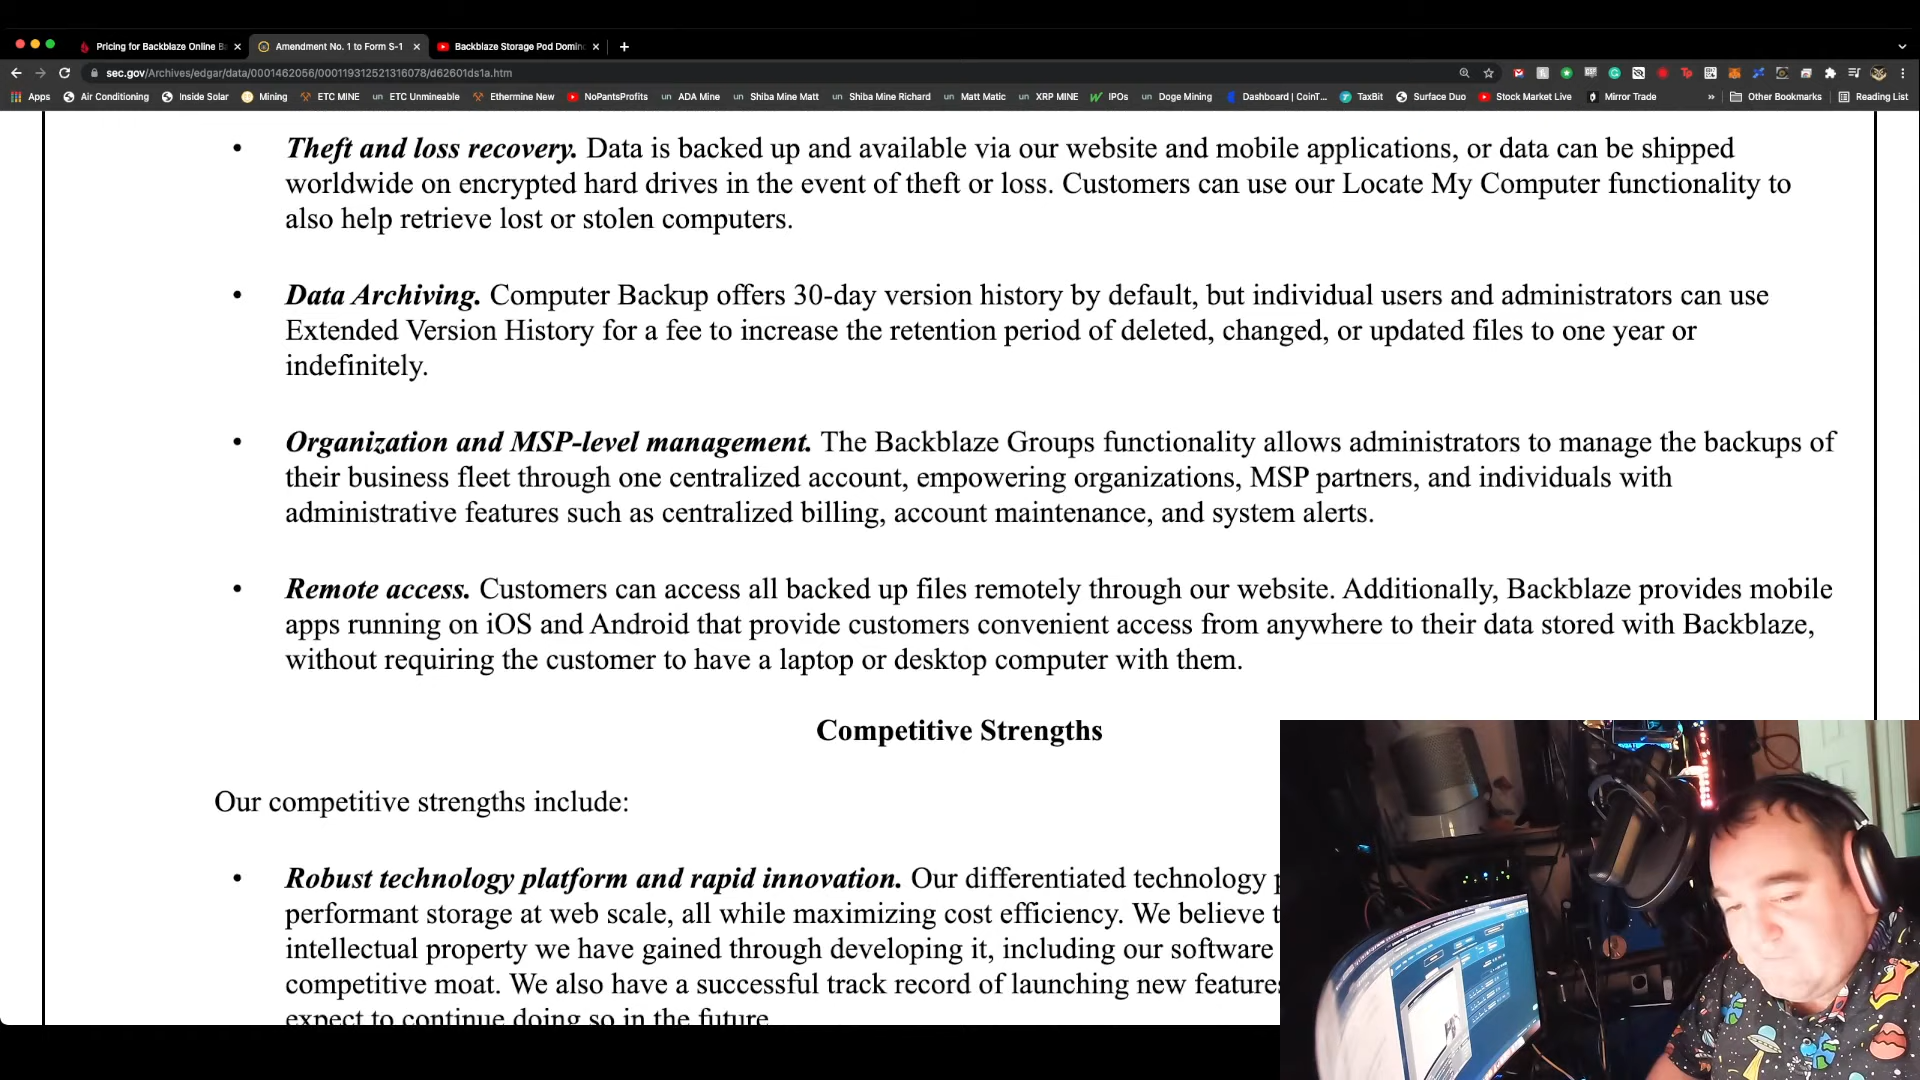 Pricing for Backblaze Online Ba
Amendment No. 1 to Form S-1
Backblaze Storage Pod Domin
sec.gov/Archives/edgar/data/0001462056/000119312521316078/d62601ds1a.htm
Apps Air Conditioning Inside Solar Mining ETC MINE ETC Unmineable Ethermine New NoPantsProfits ADA Mine Shiba Mine Matt Shiba Mine Richard Matt Matic XRP MINE IPOs Doge Mining Dashboard | CoinT... TaxBit Surface Duo Stock Market Live Mirror Trade » Other Bookmarks Reading List
• Theft and loss recovery. Data is backed up and available via our website and mobile applications, or data can be shipped
worldwide on encrypted hard drives in the event of theft or loss. Customers can use our Locate My Computer functionality to
also help retrieve lost or stolen computers.
• Data Archiving. Computer Backup offers 30-day version history by default, but individual users and administrators can use
Extended Version History for a fee to increase the retention period of deleted, changed, or updated files to one year or
indefinitely.
• Organization and MSP-level management. The Backblaze Groups functionality allows administrators to manage the backups of
their business fleet through one centralized account, empowering organizations, MSP partners, and individuals with
administrative features such as centralized billing, account maintenance, and system alerts.
• Remote access. Customers can access all backed up files remotely through our website. Additionally, Backblaze provides mobile
apps running on iOS and Android that provide customers convenient access from anywhere to their data stored with Backblaze,
without requiring the customer to have a laptop or desktop computer with them.
Competitive Strengths
Our competitive strengths include:
• Robust technology platform and rapid innovation. Our differentiated technology
performant storage at web scale, all while maximizing cost efficiency. We believe
intellectual property we have gained through developing it, including our software
competitive moat. We also have a successful track record of launching new features
expect to continue doing so in the future